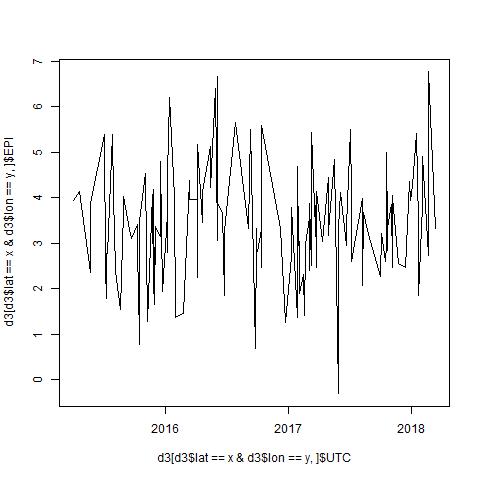 d3[d3$lat == x & d3$lon == y, ]$EPI
7
6
5
4
3
2
1
0
2016 2017 2018
d3[d3$lat == x & d3$lon == y, ]$UTC